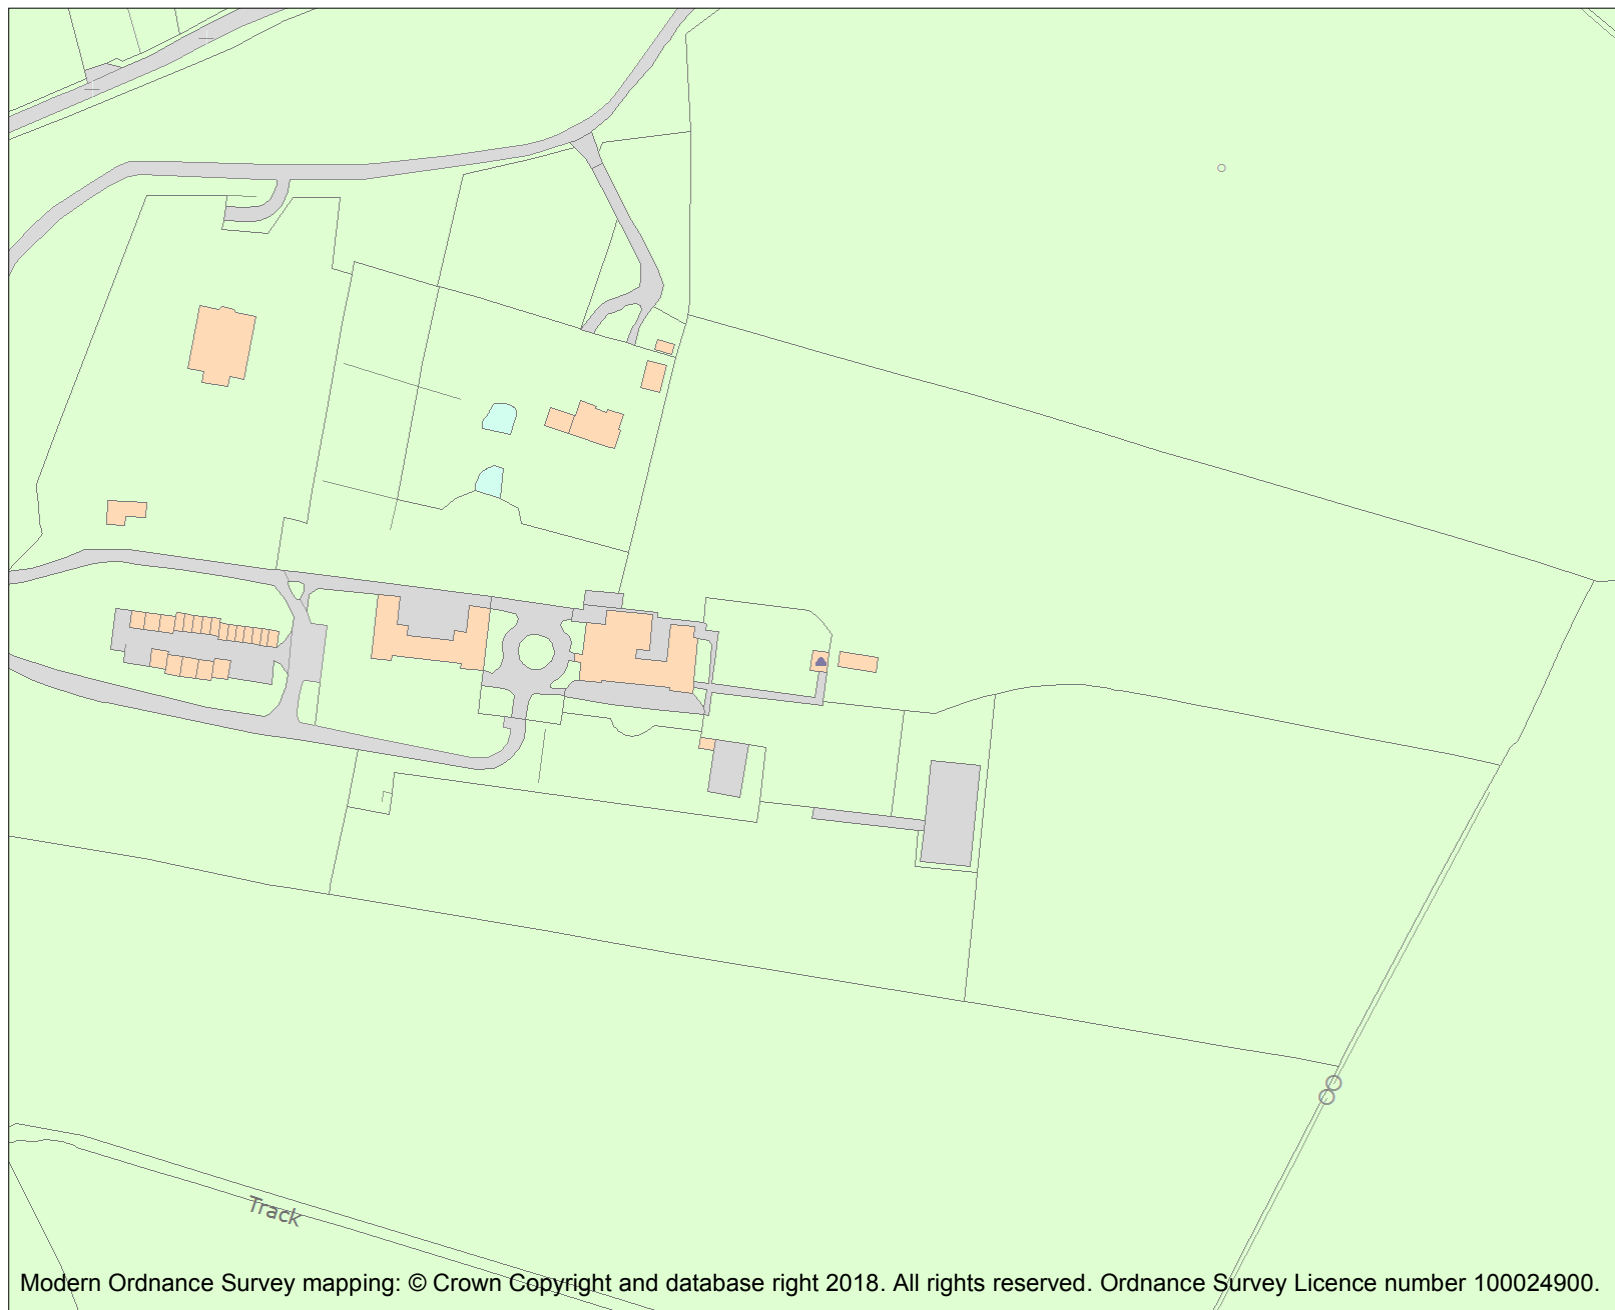 Track
Modern Ordnance Survey mapping: © Crown Copyright and database right 2018. All rights reserved. Ordnance Survey Licence number 100024900.